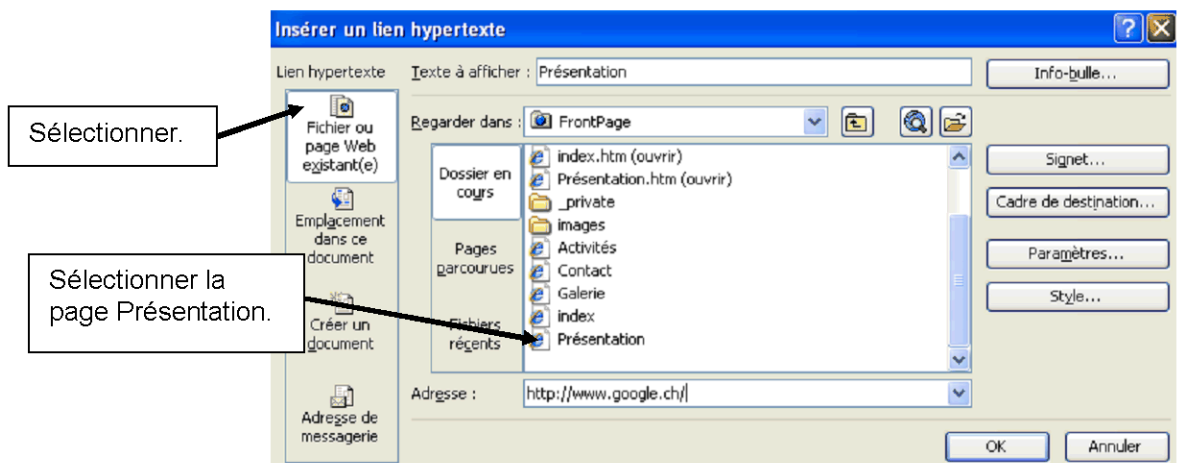 Insérer un lien hypertexte
Lien hypertexte
Texte à afficher : Présentation
Info-bulle...
Sélectionner.
Fichier ou
page Web
existant(e)
Regarder dans : FrontPage
Dossier en
cours
index.htm (ouvrir)
Présentation.htm (ouvrir)
_private
images
Activités
Contact
Galerie
index
Présentation
Signet...
Cadre de destination...
Emplacement
dans ce
document
Pages
parcourues
Paramètres...
Style...
Sélectionner la
page Présentation.
Créer un
document
Fichiers
récents
Adresse : http://www.google.ch/
Adresse de
messagerie
OK
Annuler